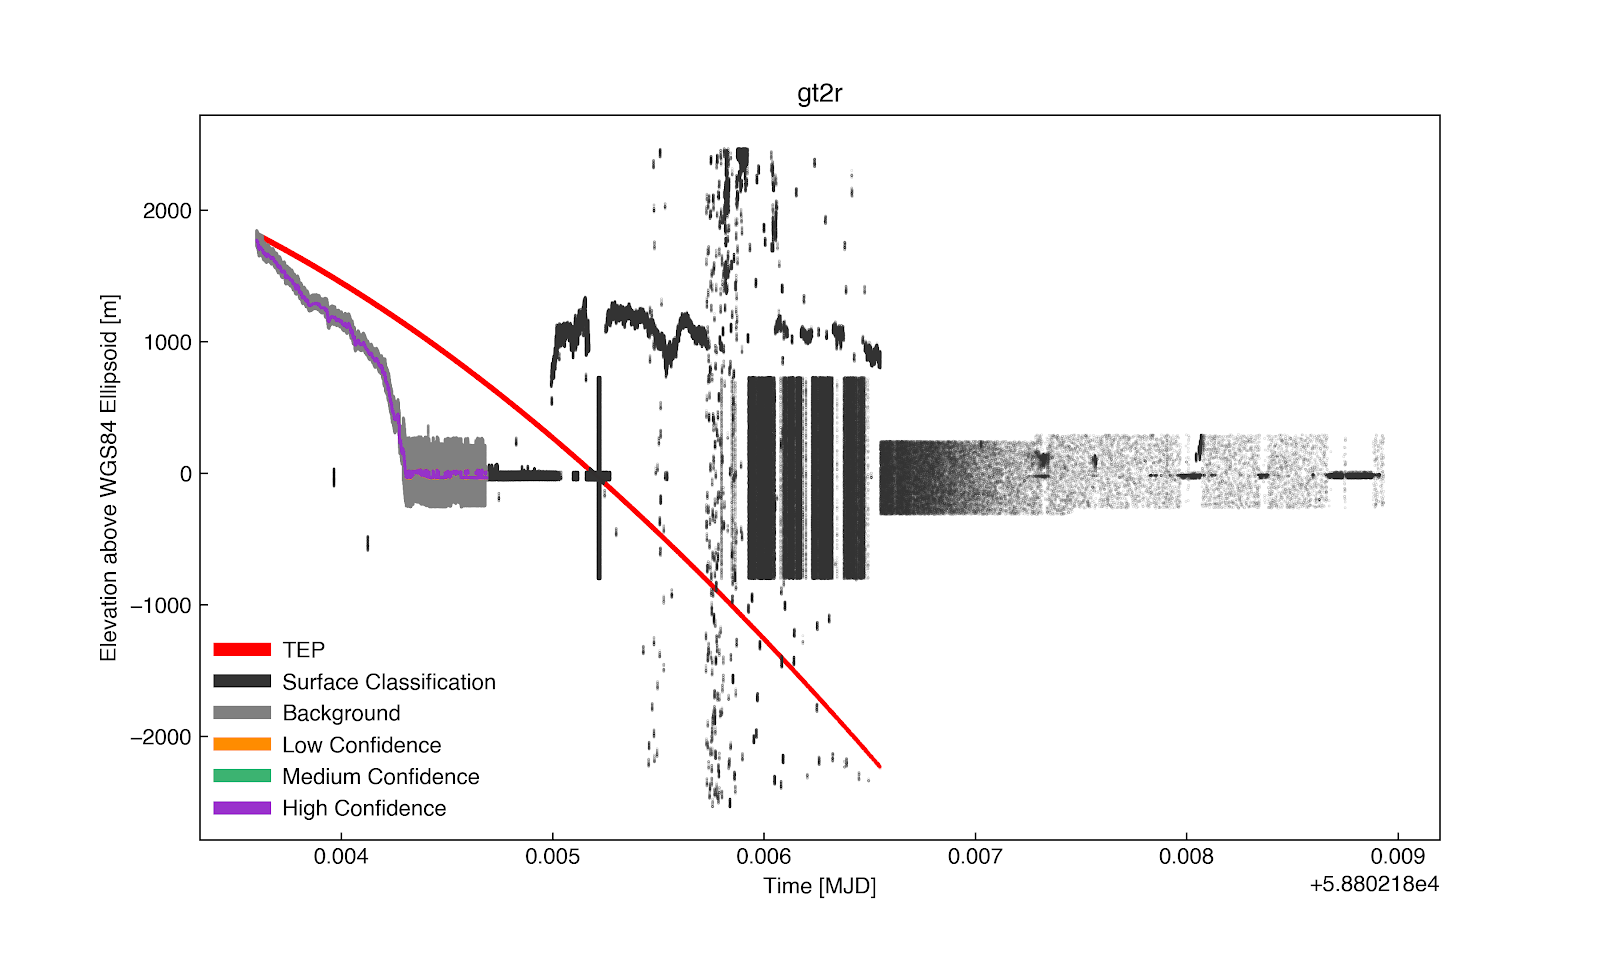 gt2r
Elevation above WGS84 Ellipsoid [m]
2000
1000
0
−1000
−2000
TEP
Surface Classification
Background
Low Confidence
Medium Confidence
High Confidence
0.004 0.005 0.006 0.007 0.008 0.009
Time [MJD]
+5.880218e4